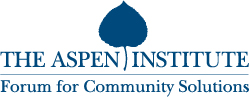 THE ASPEN INSTITUTE
Forum for Community Solutions